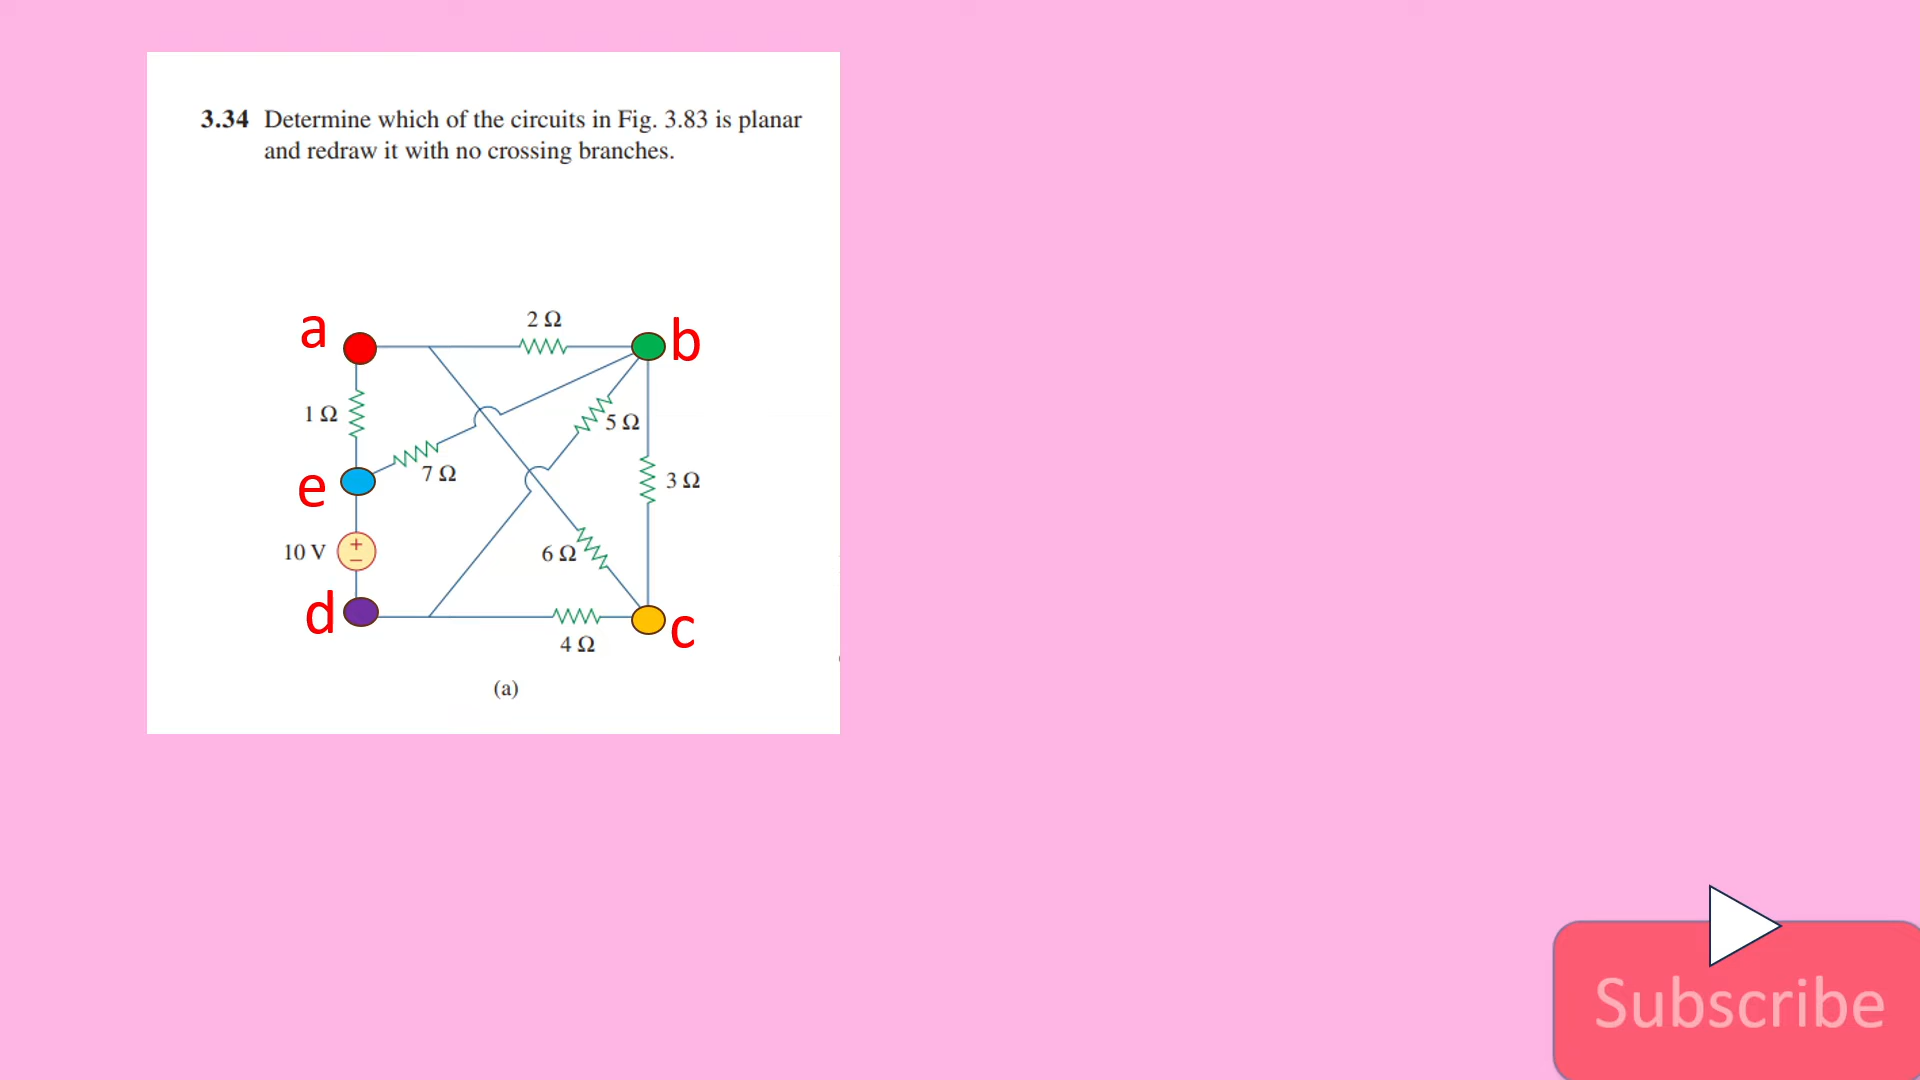 3.34 Determine which of the circuits in Fig. 3.83 is planar
and redraw it with no crossing branches.
2 Ω
a
b
1 Ω
5 Ω
7 Ω
3 Ω
e
10 V
+
−
6 Ω
d
c
4 Ω
(a)
Subscribe